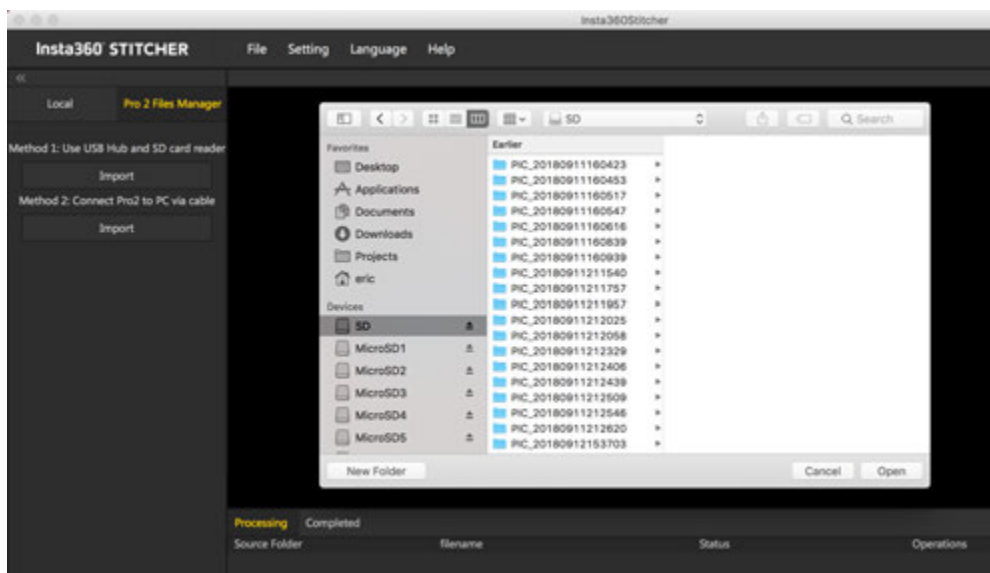 Insta360Stitcher
Insta360 STITCHER File Setting Language Help
Local Pro 2 Files Manager
Method 1: Use USB Hub and SD card reader
Import
Method 2: Connect Pro2 to PC via cable
Import
SD Search
Favorites
Desktop
Applications
Documents
Downloads
Projects
eric
Devices
SD
MicroSD1
MicroSD2
MicroSD3
MicroSD4
MicroSD5
Earlier
PIC_20180911160423
PIC_20180911160453
PIC_20180911160517
PIC_20180911160547
PIC_20180911160616
PIC_20180911160839
PIC_20180911160939
PIC_20180911211540
PIC_20180911211757
PIC_20180911211957
PIC_20180911212025
PIC_20180911212058
PIC_20180911212329
PIC_20180911212406
PIC_20180911212439
PIC_20180911212509
PIC_20180911212546
PIC_20180911212620
PIC_20180912153703
New Folder Cancel Open
Processing Completed
Source Folder filename Status Operations